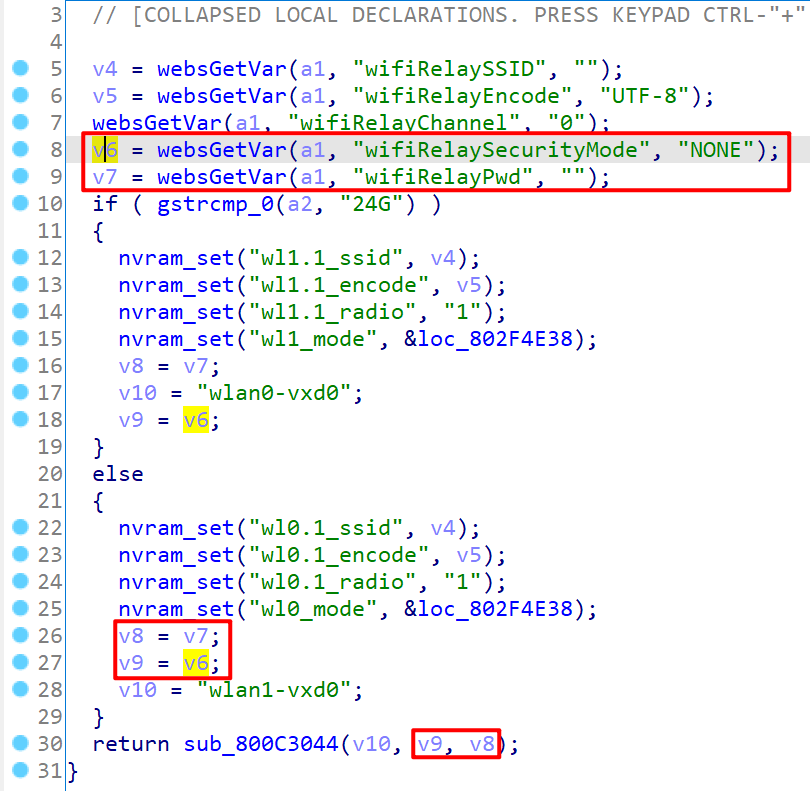 3 // [COLLAPSED LOCAL DECLARATIONS. PRESS KEYPAD CTRL-"+"
4
5 v4 = websGetVar(a1, "wifiRelaySSID", "");
6 v5 = websGetVar(a1, "wifiRelayEncode", "UTF-8");
7 websGetVar(a1, "wifiRelayChannel", "0");
8 v6 = websGetVar(a1, "wifiRelaySecurityMode", "NONE");
9 v7 = websGetVar(a1, "wifiRelayPwd", "");
10 if ( gstrcmp_0(a2, "24G") )
11 {
12 nvram_set("wl1.1_ssid", v4);
13 nvram_set("wl1.1_encode", v5);
14 nvram_set("wl1.1_radio", "1");
15 nvram_set("wl1_mode", &loc_802F4E38);
16 v8 = v7;
17 v10 = "wlan0-vxd0";
18 v9 = v6;
19 }
20 else
21 {
22 nvram_set("wl0.1_ssid", v4);
23 nvram_set("wl0.1_encode", v5);
24 nvram_set("wl0.1_radio", "1");
25 nvram_set("wl0_mode", &loc_802F4E38);
26 v8 = v7;
27 v9 = v6;
28 v10 = "wlan1-vxd0";
29 }
30 return sub_800C3044(v10, v9, v8);
31 }